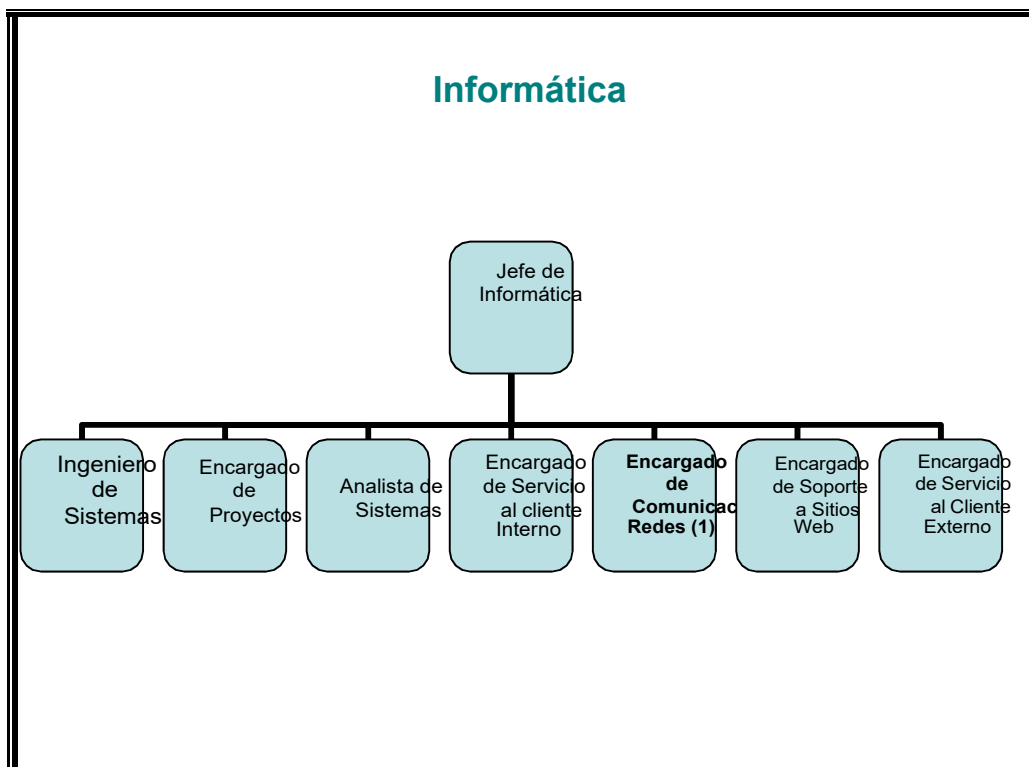 Informática
Jefe de
Informática
Ingeniero
de
Sistemas
Encargado
de
Proyectos
Analista de
Sistemas
Encargado
de Servicio
al cliente
Interno
Encargado
de
Comunicac
Redes (1)
Encargado
de Soporte
a Sitios
Web
Encargado
de Servicio
al Cliente
Externo